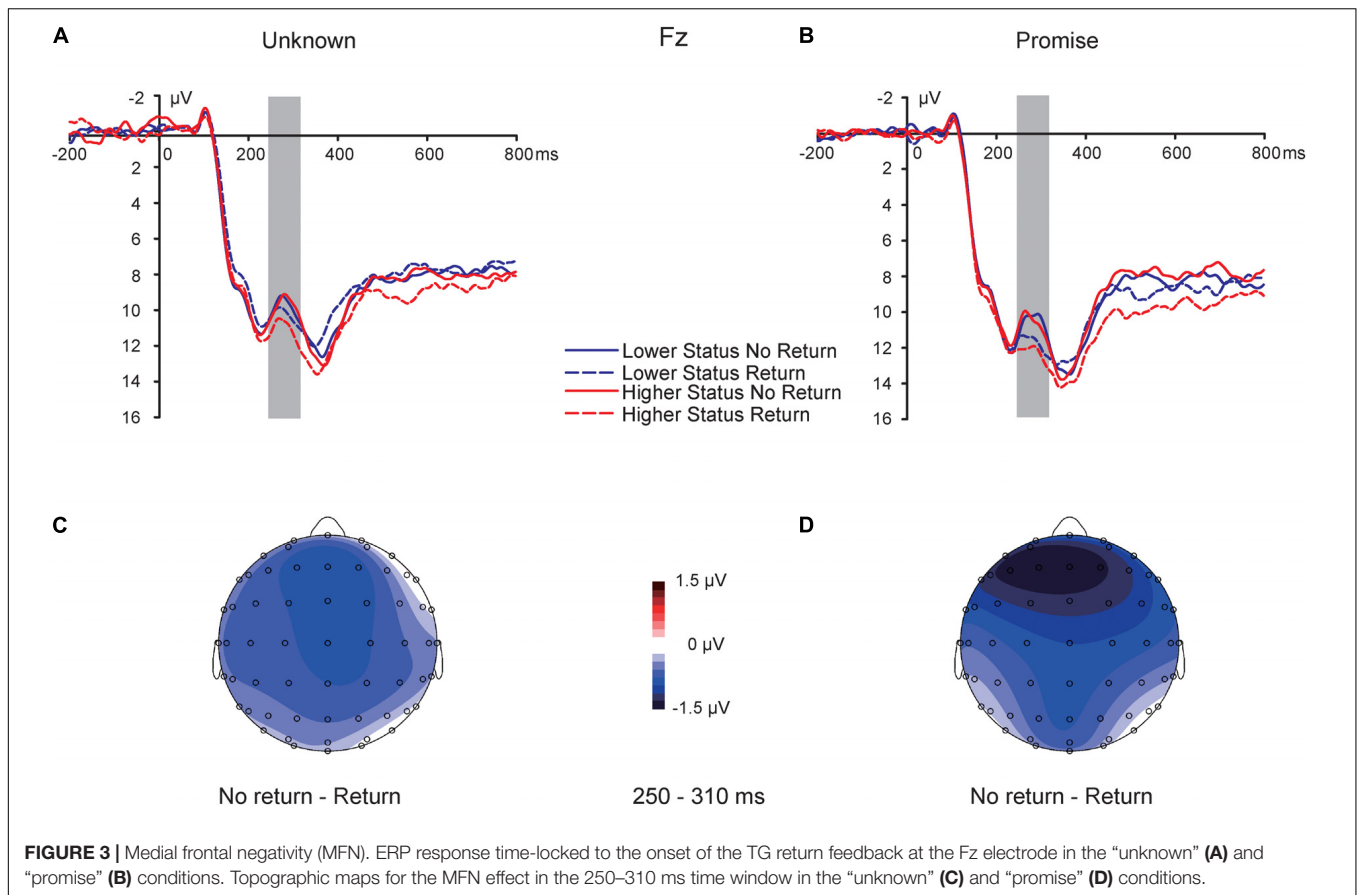 A
Unknown
Fz
B
Promise
-2
µV
-200
0
200
400
600
800 ms
2
4
6
8
10
12
14
16
-2
µV
-200
0
200
400
600
800 ms
2
4
6
8
10
12
14
16
Lower Status No Return
Lower Status Return
Higher Status No Return
Higher Status Return
C
D
1.5 µV
0 µV
-1.5 µV
No return - Return
250 - 310 ms
No return - Return
FIGURE 3 | Medial frontal negativity (MFN). ERP response time-locked to the onset of the TG return feedback at the Fz electrode in the “unknown” (A) and
“promise” (B) conditions. Topographic maps for the MFN effect in the 250–310 ms time window in the “unknown” (C) and “promise” (D) conditions.